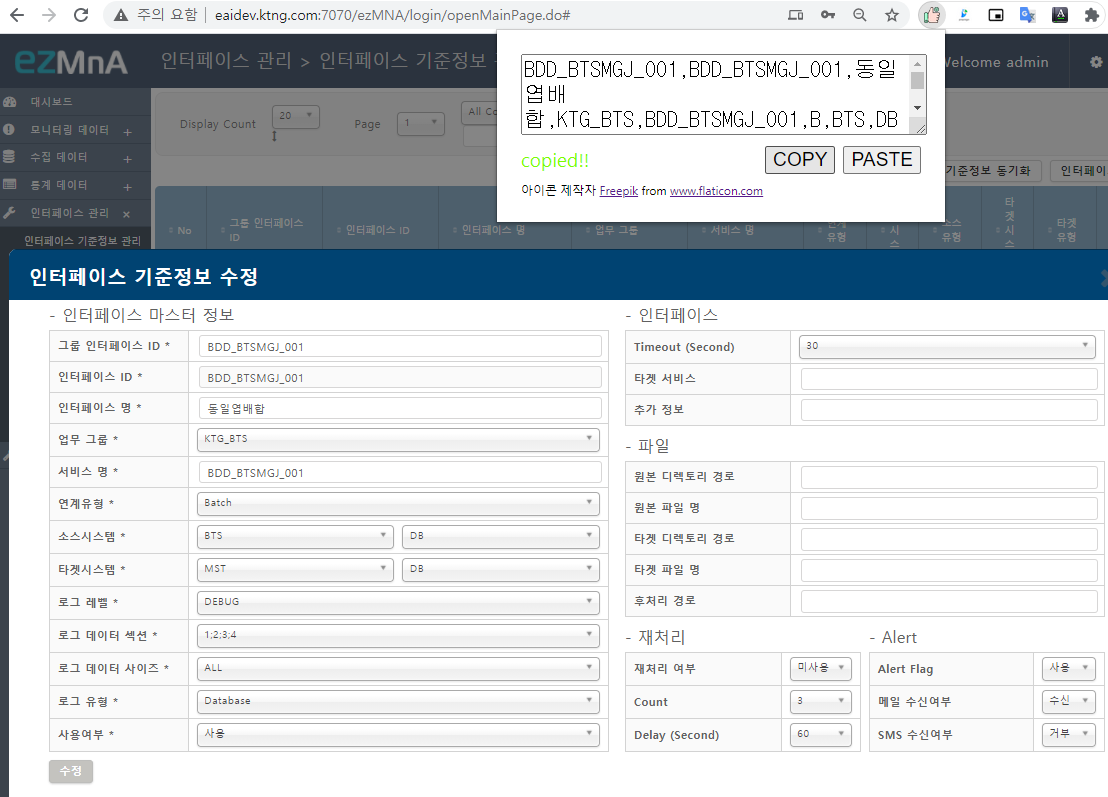 주의 요함 | eaidev.ktng.com:7070/ezMNA/login/openMainPage.do#
ezMnA
인터페이스 관리 > 인터페이스 기준정보
Welcome admin
대시보드
모니터링 데이터 +
수집 데이터 +
통계 데이터 +
인터페이스 관리 ×
인터페이스 기준정보 관리
Display Count 20 Page 1 All Co
BDD_BTSMGJ_001,BDD_BTSMGJ_001,동일
엽배
합,KTG_BTS,BDD_BTSMGJ_001,B,BTS,DB
copied!!
COPY PASTE
아이콘 제작자 Freepik from www.flaticon.com
기준정보 동기화 인터페이
No
그룹 인터페이스 ID
인터페이스 ID
인터페이스 명
업무 그룹
서비스 명
유형
시
스
유형
타
겟
시
스
타겟
유형
인터페이스 기준정보 수정
- 인터페이스 마스터 정보
그룹 인터페이스 ID * BDD_BTSMGJ_001
인터페이스 ID * BDD_BTSMGJ_001
인터페이스 명 * 동일엽배합
업무 그룹 * KTG_BTS
서비스 명 * BDD_BTSMGJ_001
연계유형 * Batch
소스시스템 * BTS DB
타겟시스템 * MST DB
로그 레벨 * DEBUG
로그 데이터 섹션 * 1;2;3;4
로그 데이터 사이즈 * ALL
로그 유형 * Database
사용여부 * 사용
수정
- 인터페이스
Timeout (Second) 30
타겟 서비스
추가 정보
- 파일
원본 디렉토리 경로
원본 파일 명
타겟 디렉토리 경로
타겟 파일 명
후처리 경로
- 재처리
재처리 여부 미사용
Count 3
Delay (Second) 60
- Alert
Alert Flag 사용
메일 수신여부 수신
SMS 수신여부 거부